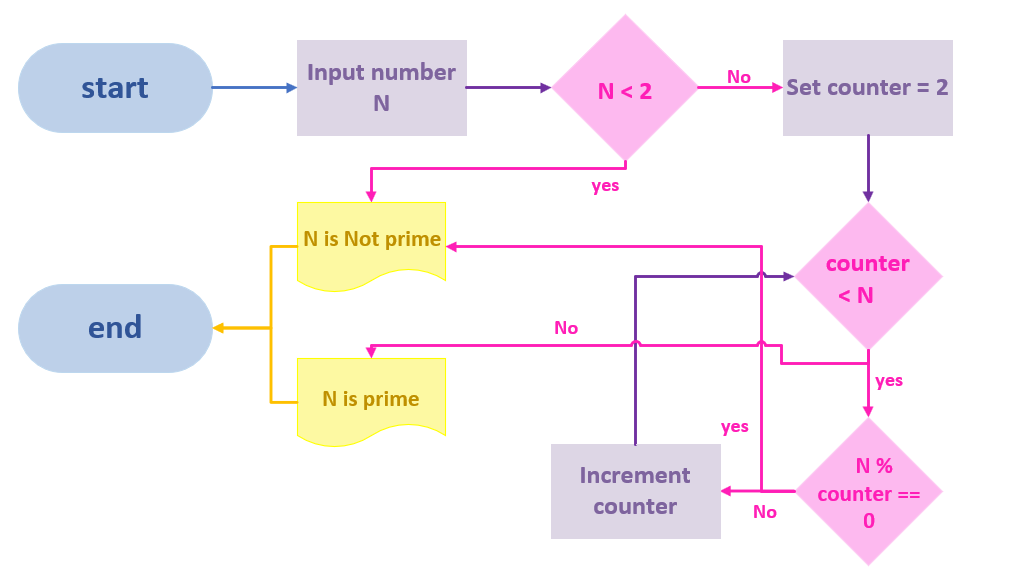 start
Input number
N
N < 2
No
Set counter = 2
yes
N is Not prime
counter
< N
end
No
N is prime
yes
yes
Increment
counter
No
N %
counter ==
0